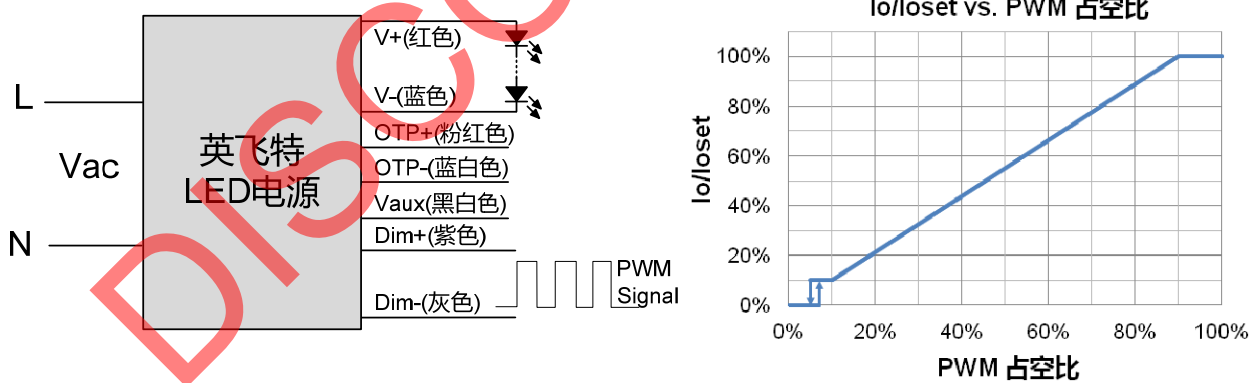 L
Vac
N
英飞特
LED电源
V+(红色)
V-(蓝色)
OTP+(粉红色)
OTP-(蓝白色)
Vaux(黑白色)
Dim+(紫色)
Dim-(灰色)
PWM
Signal
DISCO
Io/Ioset vs. PWM 占空比
Io/Ioset
100%
80%
60%
40%
20%
0%
0%
20%
40%
60%
80%
100%
PWM 占空比